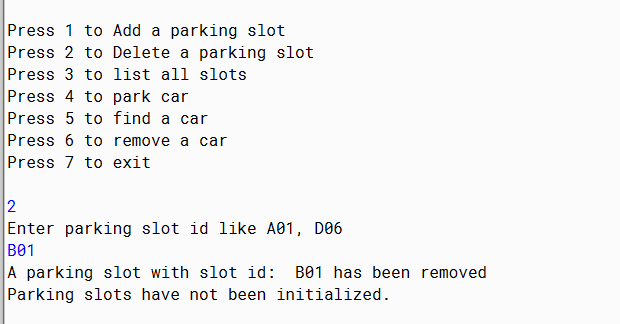 Press 1 to Add a parking slot
Press 2 to Delete a parking slot
Press 3 to list all slots
Press 4 to park car
Press 5 to find a car
Press 6 to remove a car
Press 7 to exit
2
Enter parking slot id like A01, D06
B01
A parking slot with slot id:  B01 has been removed
Parking slots have not been initialized.